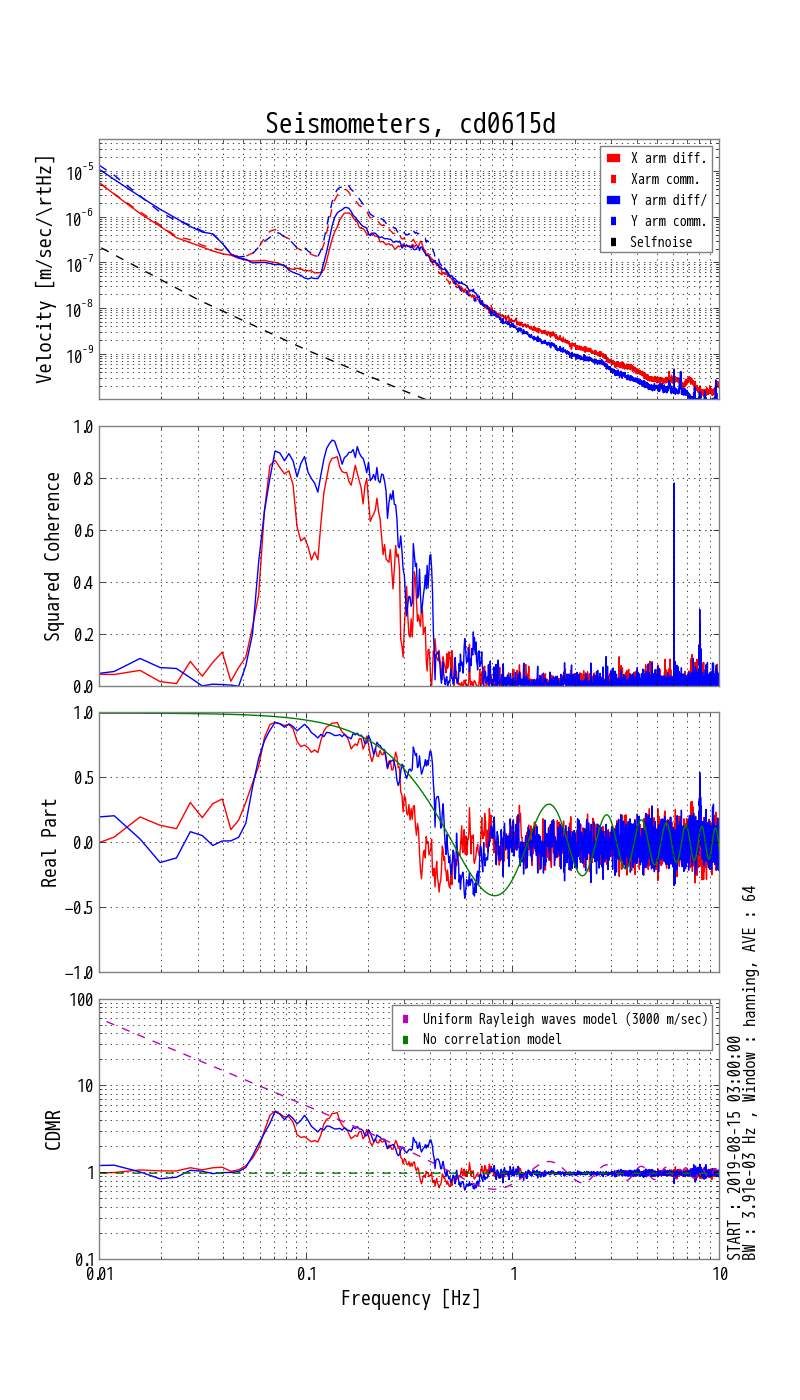 Seismometers, cd0615d
Velocity [m/sec/\rtHz]
10^-5
10^-6
10^-7
10^-8
10^-9
X arm diff.
Xarm comm.
Y arm diff/
Y arm comm.
Selfnoise
Squared Coherence
1.0
0.8
0.6
0.4
0.2
0.0
Real Part
1.0
0.5
0.0
−0.5
−1.0
CDMR
100
10
1
0.1
Uniform Rayleigh waves model (3000 m/sec)
No correlation model
0.01
0.1
1
10
Frequency [Hz]
START : 2019-08-15 03:00:00
BW : 3.91e-03 Hz , Window : hanning, AVE : 64